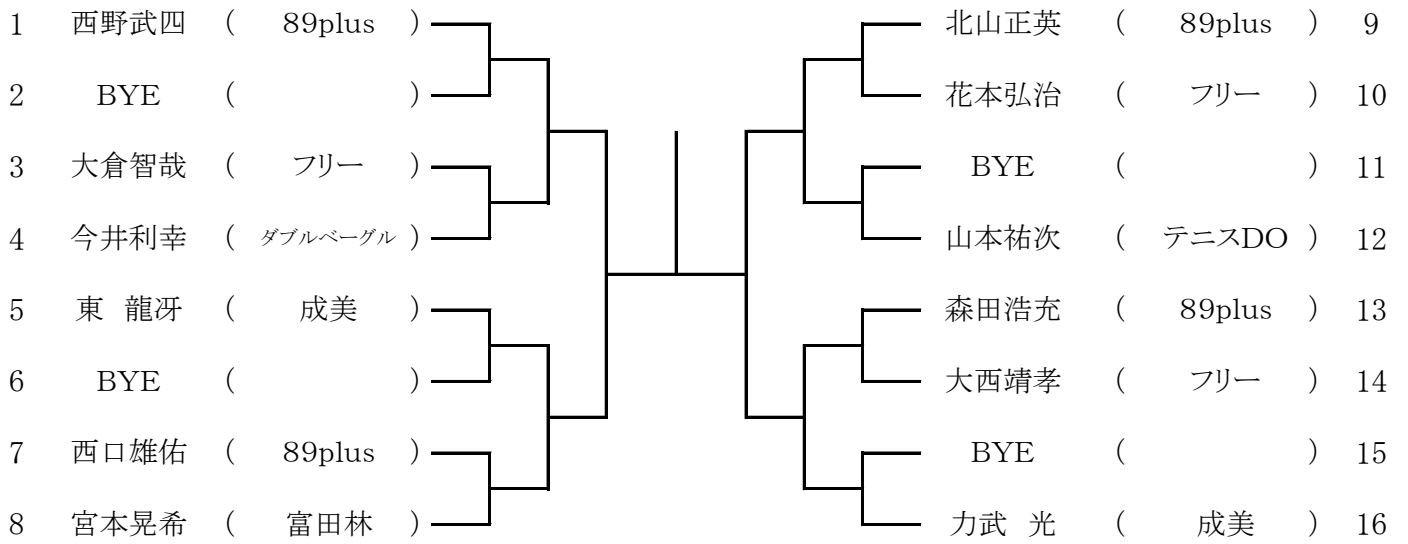 1 西野武四 ( 89plus )
2 BYE ( )
3 大倉智哉 ( フリー )
4 今井利幸 ( ダブルベーグル )
5 東 龍冴 ( 成美 )
6 BYE ( )
7 西口雄佑 ( 89plus )
8 宮本晃希 ( 富田林 )
北山正英 ( 89plus ) 9
花本弘治 ( フリー ) 10
BYE ( ) 11
山本祐次 ( テニスDO ) 12
森田浩充 ( 89plus ) 13
大西靖孝 ( フリー ) 14
BYE ( ) 15
力武 光 ( 成美 ) 16